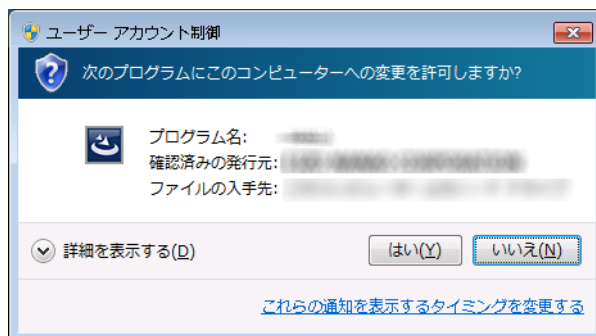 ユーザー アカウント制御
次のプログラムにこのコンピューターへの変更を許可しますか?
プログラム名:
確認済みの発行元:
ファイルの入手先:
詳細を表示する(D)
はい(Y)
いいえ(N)
これらの通知を表示するタイミングを変更する